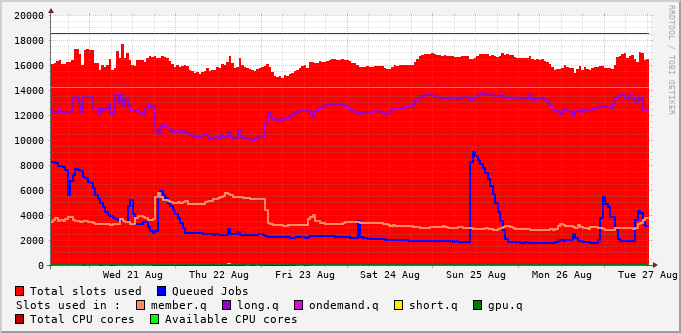 20000
18000
16000
14000
12000
10000
8000
6000
4000
2000
0
Wed 21 Aug Thu 22 Aug Fri 23 Aug Sat 24 Aug Sun 25 Aug Mon 26 Aug Tue 27 Aug
RRDTOOL / TOBI OETIKER
Total slots used Queued Jobs
Slots used in : member.q long.q ondemand.q short.q gpu.q
Total CPU cores Available CPU cores